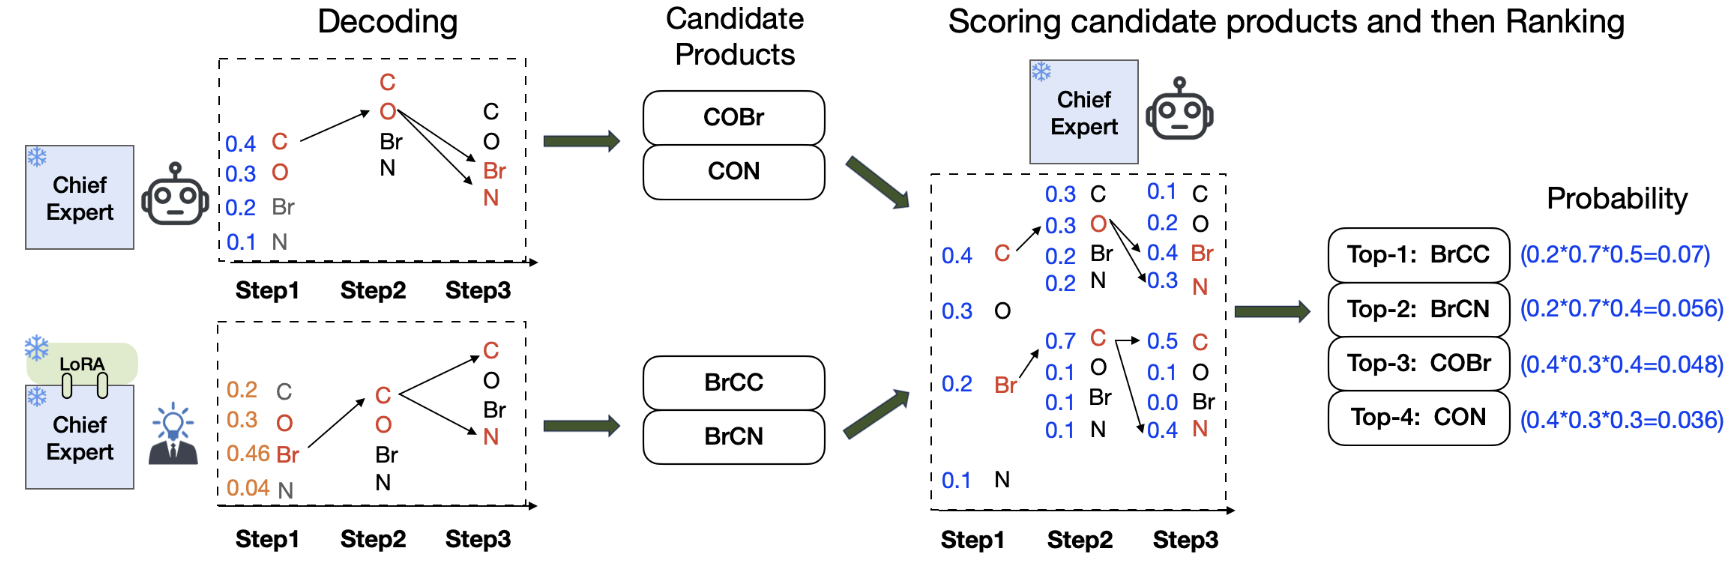 Decoding
Candidate
Products
Scoring candidate products and then Ranking
Chief
Expert
0.4 C
0.3 O
0.2 Br
0.1 N
C
O
Br
N
C
O
Br
N
Step1 Step2 Step3
COBr
CON
LoRA
Chief
Expert
0.2 C
0.3 O
0.46 Br
0.04 N
C
O
Br
N
C
O
Br
N
Step1 Step2 Step3
BrCC
BrCN
Chief
Expert
0.4 C
0.3 O
0.2 Br
0.1 N
0.3 C
0.3 O
0.2 Br
0.2 N
0.7 C
0.1 O
0.1 Br
0.1 N
0.1 C
0.2 O
0.4 Br
0.3 N
0.5 C
0.1 O
0.0 Br
0.4 N
Step1 Step2 Step3
Probability
Top-1: BrCC (0.2*0.7*0.5=0.07)
Top-2: BrCN (0.2*0.7*0.4=0.056)
Top-3: COBr (0.4*0.3*0.4=0.048)
Top-4: CON (0.4*0.3*0.3=0.036)